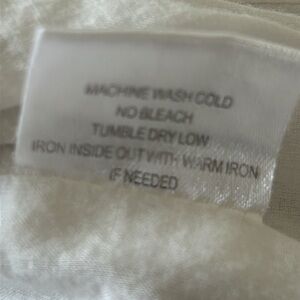 MACHINE WASH COLD
NO BLEACH
TUMBLE DRY LOW
IRON INSIDE OUT WITH WARM IRON
IF NEEDED